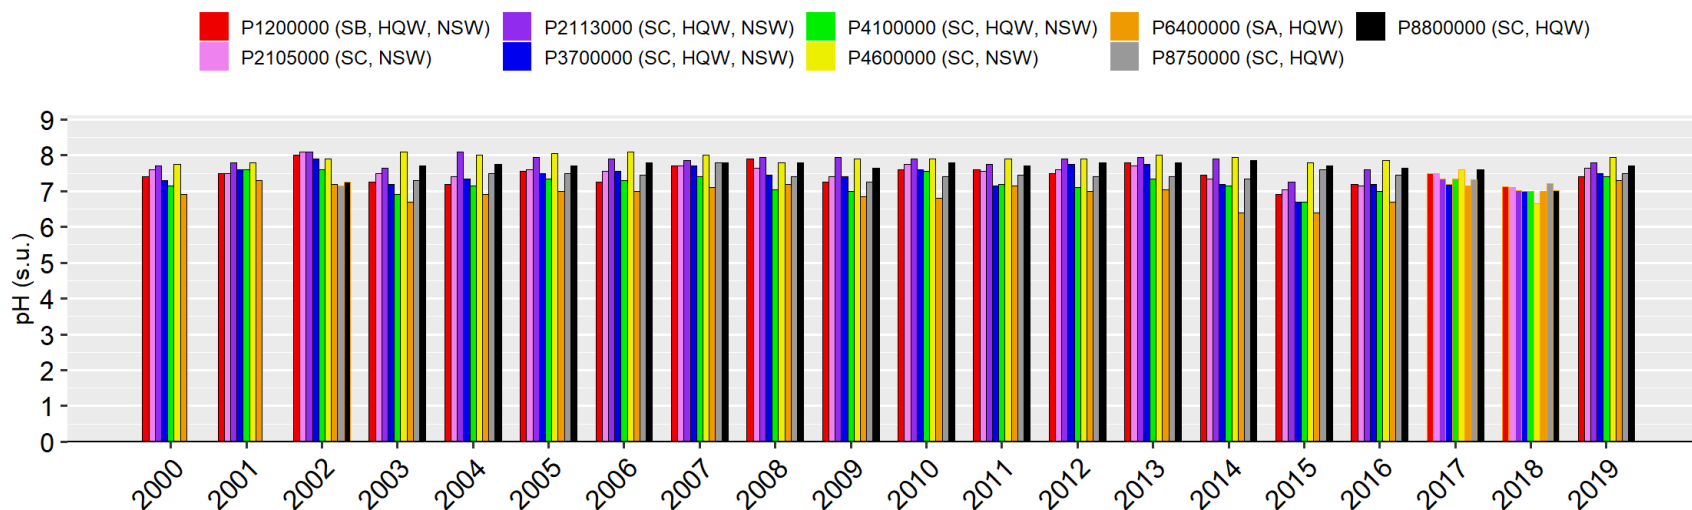 P1200000 (SB, HQW, NSW) P2113000 (SC, HQW, NSW) P4100000 (SC, HQW, NSW) P6400000 (SA, HQW) P8800000 (SC, HQW)
P2105000 (SC, NSW) P3700000 (SC, HQW, NSW) P4600000 (SC, NSW) P8750000 (SC, HQW)
pH (s.u.)
9
8
7
6
5
4
3
2
1
0
2000 2001 2002 2003 2004 2005 2006 2007 2008 2009 2010 2011 2012 2013 2014 2015 2016 2017 2018 2019